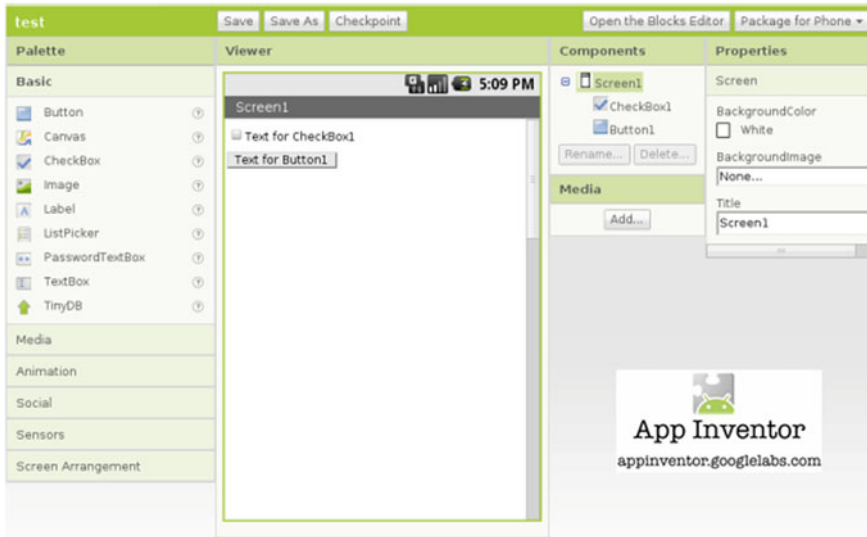 test
Save
Save As
Checkpoint
Open the Blocks Editor
Package for Phone
Palette
Basic
Button
Canvas
CheckBox
Image
Label
ListPicker
PasswordTextBox
TextBox
TinyDB
Media
Animation
Social
Sensors
Screen Arrangement
Viewer
5:09 PM
Screen1
Text for CheckBox1
Text for Button1
Components
Screen1
CheckBox1
Button1
Rename...
Delete...
Media
Add...
Properties
Screen
BackgroundColor
White
BackgroundImage
None...
Title
Screen1
App Inventor
appinventor.googlelabs.com